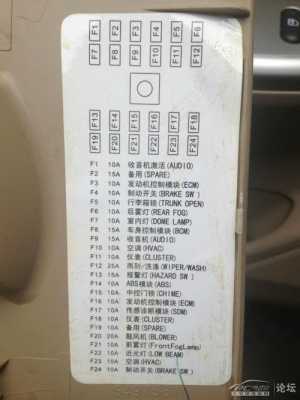 F1 F2 F3 F4 F5 F6
F7 F8 F9 F10 F11 F12
F13 F14 F15 F16 F17 F18
F19 F20 F21 F22 F23 F24
F1 10A 收音机激活(AUDIO)
F2 15A 备用(SPARE)
F3 10A 发动机控制模块(ECM)
F4 10A 制动开关(BRAKE SW)
F5 10A 行李箱锁(TRUNK OPEN)
F6 10A 后雾灯(REAR FOG)
F7 10A 室内灯(DOME LAMP)
F8 15A 车身控制模块(BCM)
F9 15A 收音机(AUDIO)
F10 10A 空调(HVAC)
F11 10A 仪表(CLUSTER)
F12 25A 雨刮/洗涤(WIPER/WASH)
F13 15A 报警灯(HAZARD SW)
F14 10A ABS模块(ABS)
F15 10A 中控门锁(CHIME)
F16 10A 发动机控制模块(ECM)
F17 10A 传感诊断模块(SDM)
F18 10A 仪表(CLUSTER)
F19 10A 备用(SPARE)
F20 20A 鼓风机(BLOWER)
F21 10A 前雾灯(FrontFogLamp)
F22 10A 近光灯(LOW BEAM)
F23 10A 空调(HVAC)
F24 10A 制动开关(BRAKE SW)
论坛